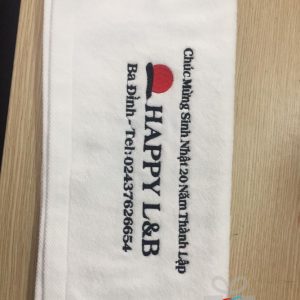 Chúc Mừng Sinh Nhật 20 Năm Thành Lập
HAPPY L&B
Ba Đình - Tel: 02437626654